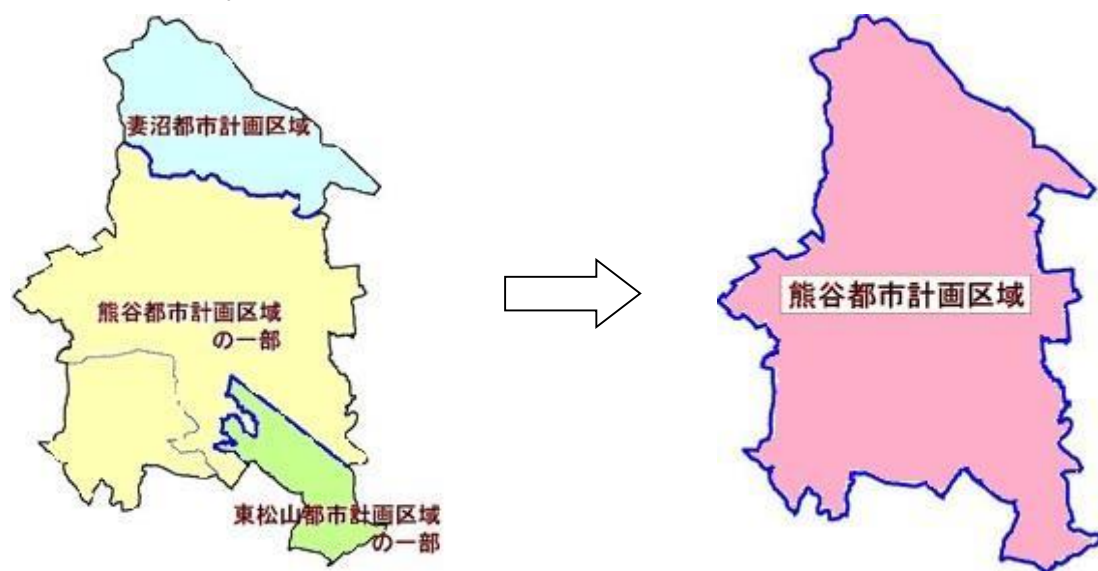 妻沼都市計画区域
熊谷都市計画区域
の一部
東松山都市計画区域
の一部
熊谷都市計画区域